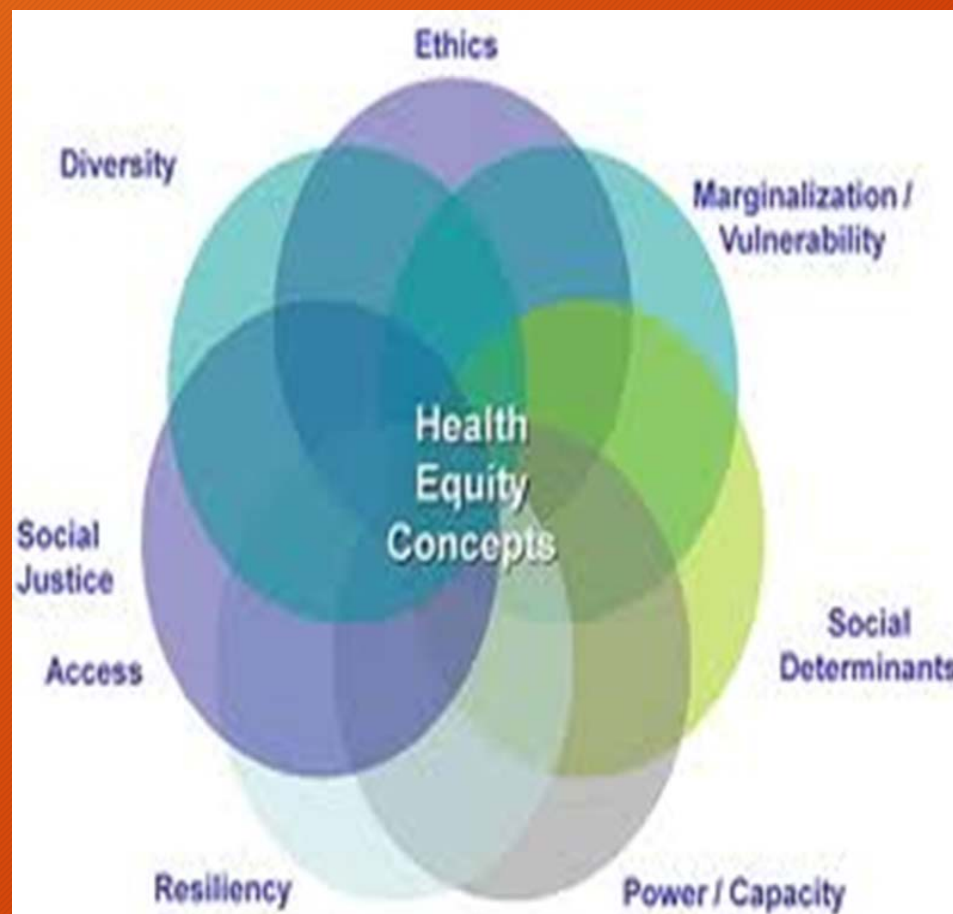 Ethics
Diversity
Marginalization /
Vulnerability
Health
Equity
Concepts
Social
Justice
Access
Social
Determinants
Resiliency
Power / Capacity